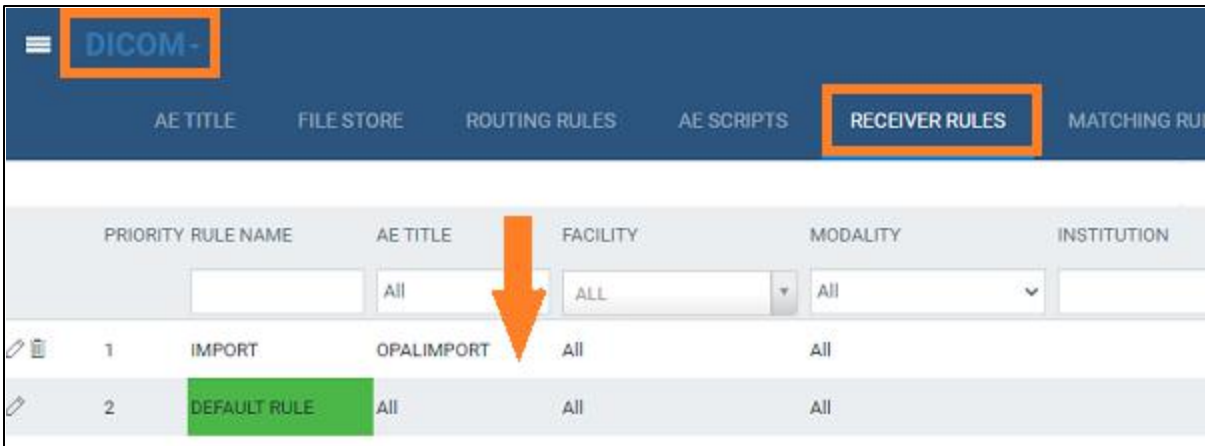 DICOM
AE TITLE FILE STORE ROUTING RULES AE SCRIPTS RECEIVER RULES MATCHING
PRIORITY RULE NAME AE TITLE FACILITY MODALITY INSTITUTION
All ALL All
1 IMPORT OPALIMPORT All All
2 DEFAULT RULE All All All